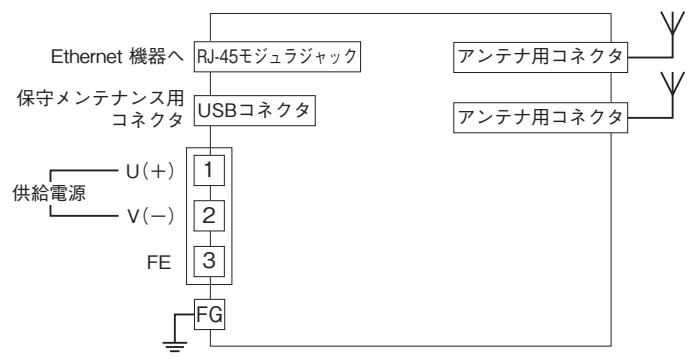 Ethernet 機器へ
RJ-45モジュラジャック
アンテナ用コネクタ
保守メンテナンス用
コネクタ
USBコネクタ
アンテナ用コネクタ
供給電源
U(+)
1
V(−)
2
FE
3
FG